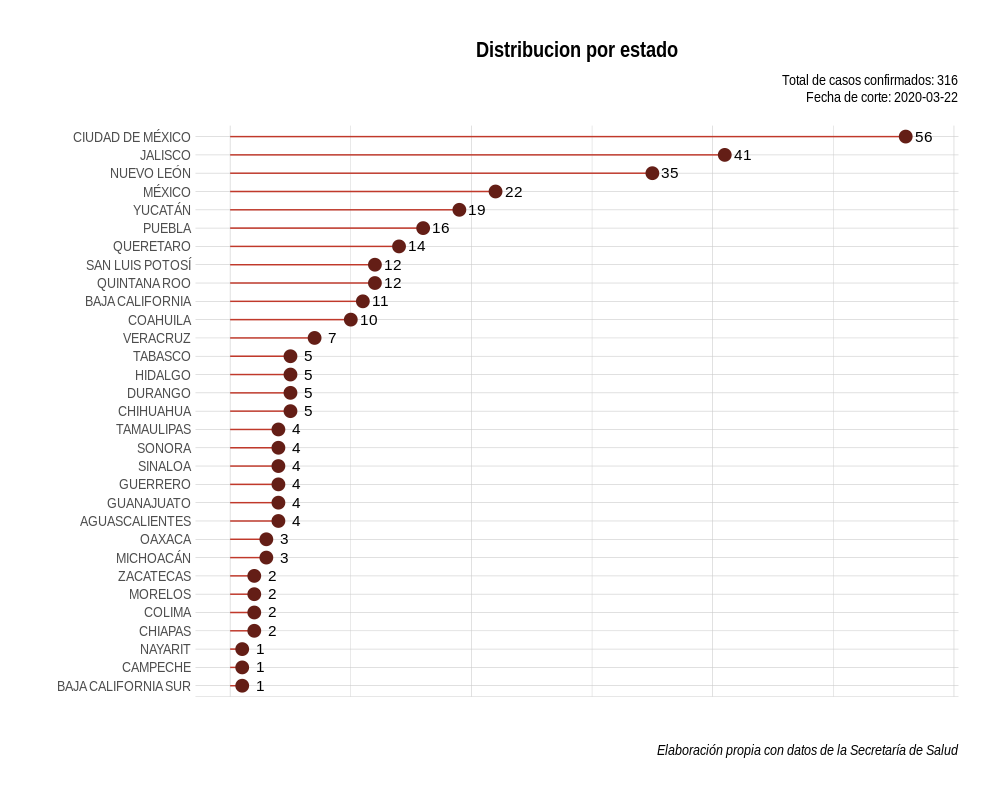 Distribucion por estado
Total de casos confirmados: 316
Fecha de corte: 2020-03-22
CIUDAD DE MÉXICO 56
JALISCO 41
NUEVO LEÓN 35
MÉXICO 22
YUCATÁN 19
PUEBLA 16
QUERETARO 14
SAN LUIS POTOSÍ 12
QUINTANA ROO 12
BAJA CALIFORNIA 11
COAHUILA 10
VERACRUZ 7
TABASCO 5
HIDALGO 5
DURANGO 5
CHIHUAHUA 5
TAMAULIPAS 4
SONORA 4
SINALOA 4
GUERRERO 4
GUANAJUATO 4
AGUASCALIENTES 4
OAXACA 3
MICHOACÁN 3
ZACATECAS 2
MORELOS 2
COLIMA 2
CHIAPAS 2
NAYARIT 1
CAMPECHE 1
BAJA CALIFORNIA SUR 1
Elaboración propia con datos de la Secretaría de Salud